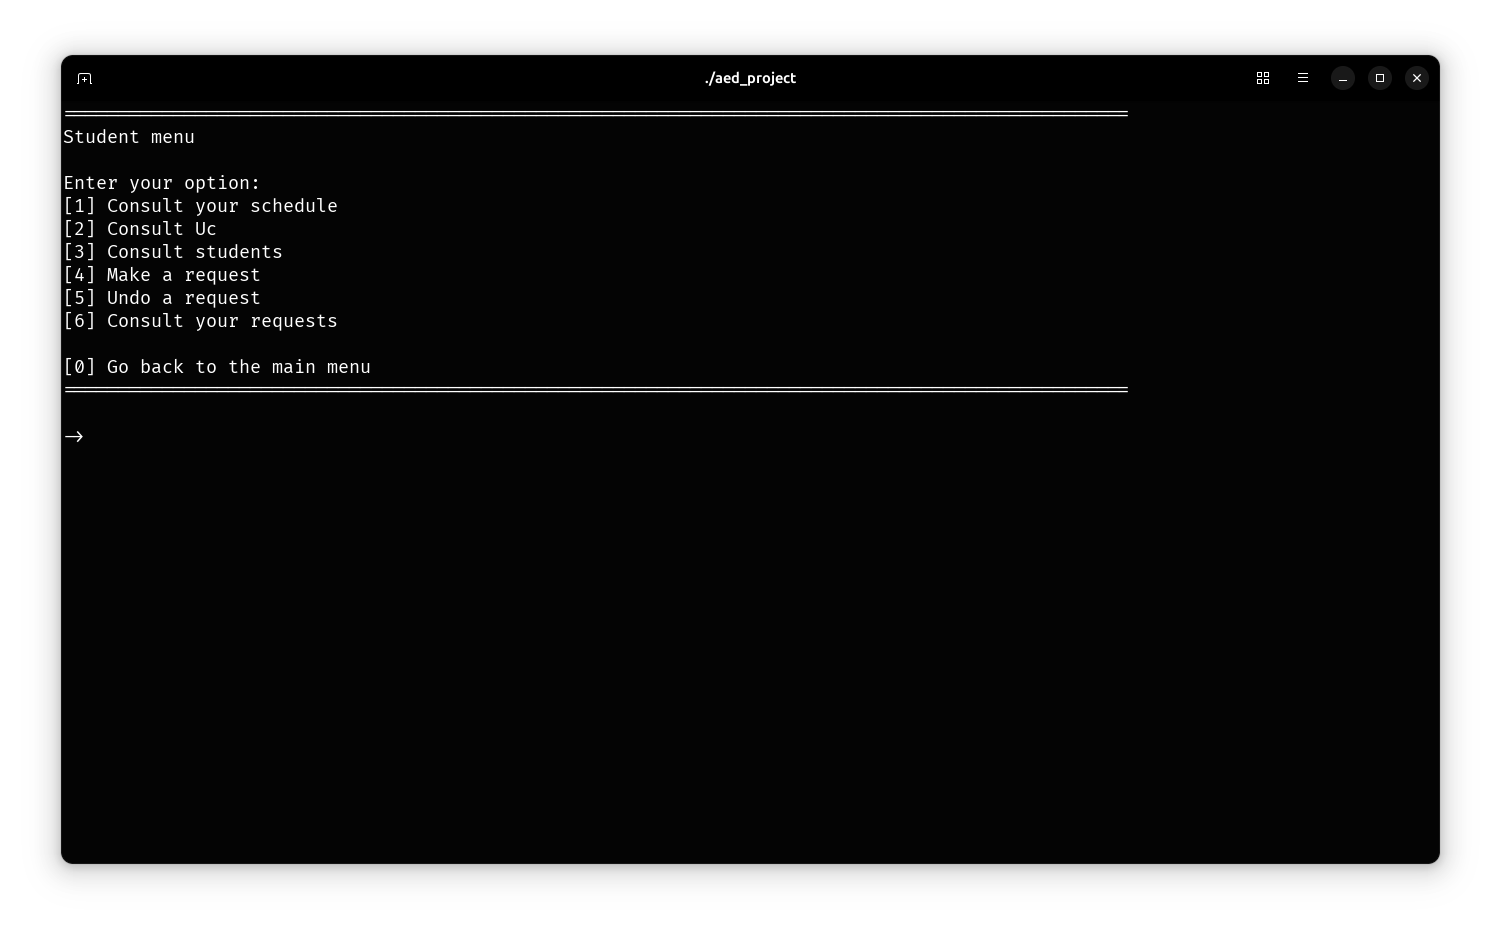 ./aed_project
Student menu
Enter your option:
[1] Consult your schedule
[2] Consult Uc
[3] Consult students
[4] Make a request
[5] Undo a request
[6] Consult your requests
[0] Go back to the main menu
->